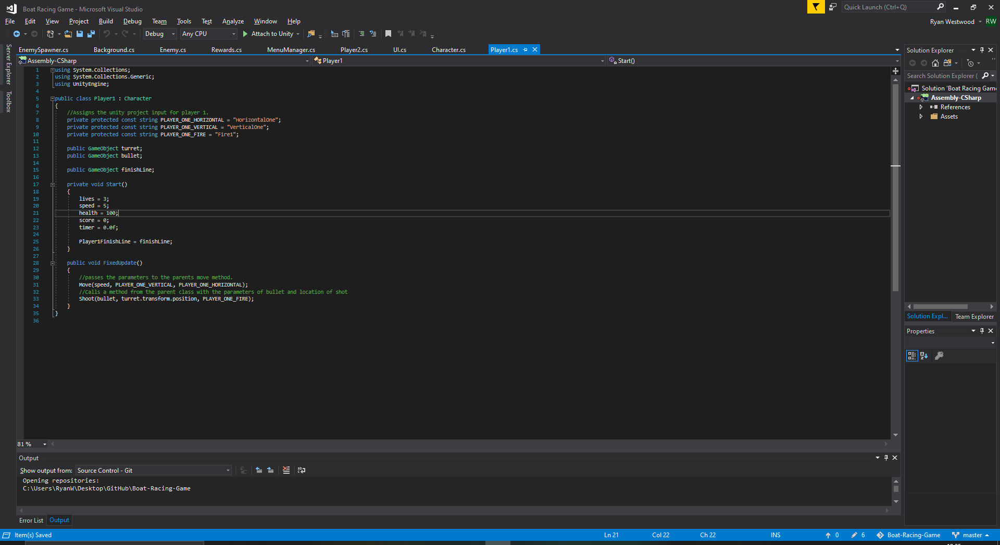 Boat Racing Game - Microsoft Visual Studio
Quick Launch (Ctrl+Q)
File Edit View Project Build Debug Team Tools Test Analyze Window Help
Ryan Westwood RW
Debug Any CPU Attach to Unity
Server Explorer
Toolbox
EnemySpawner.cs Background.cs Enemy.cs Rewards.cs MenuManager.cs Player2.cs UI.cs Character.cs Player1.cs
Assembly-CSharp Player1 Start()
1 using System.Collections;
2 using System.Collections.Generic;
3 using UnityEngine;
4
5 public class Player1 : Character
6 {
7 //Assigns the unity project input for player 1.
8 private protected const string PLAYER_ONE_HORIZONTAL = "HorizontalOne";
9 private protected const string PLAYER_ONE_VERTICAL = "VerticalOne";
10 private protected const string PLAYER_ONE_FIRE = "Fire1";
11
12 public GameObject turret;
13 public GameObject bullet;
14
15 public GameObject finishLine;
16
17 private void Start()
18 {
19 lives = 3;
20 speed = 5;
21 health = 100;
22 score = 0;
23 timer = 0.0f;
24
25 Player1FinishLine = finishLine;
26 }
27
28 public void FixedUpdate()
29 {
30 //passes the parameters to the parents move method.
31 Move(speed, PLAYER_ONE_VERTICAL, PLAYER_ONE_HORIZONTAL);
32 //Calls a method from the parent class with the parameters of bullet and location of shot
33 Shoot(bullet, turret.transform.position, PLAYER_ONE_FIRE);
34 }
35 }
36
81 %
Solution Explorer
Search Solution Explorer (
Solution 'Boat Racing Game
Assembly-CSharp
References
Assets
Solution Expl... Team Explorer
Properties
Output
Show output from: Source Control - Git
Opening repositories:
C:\Users\RyanW\Desktop\GitHub\Boat-Racing-Game
Error List Output
Item(s) Saved Ln 21 Col 22 Ch 22 INS 0 6 Boat-Racing-Game master